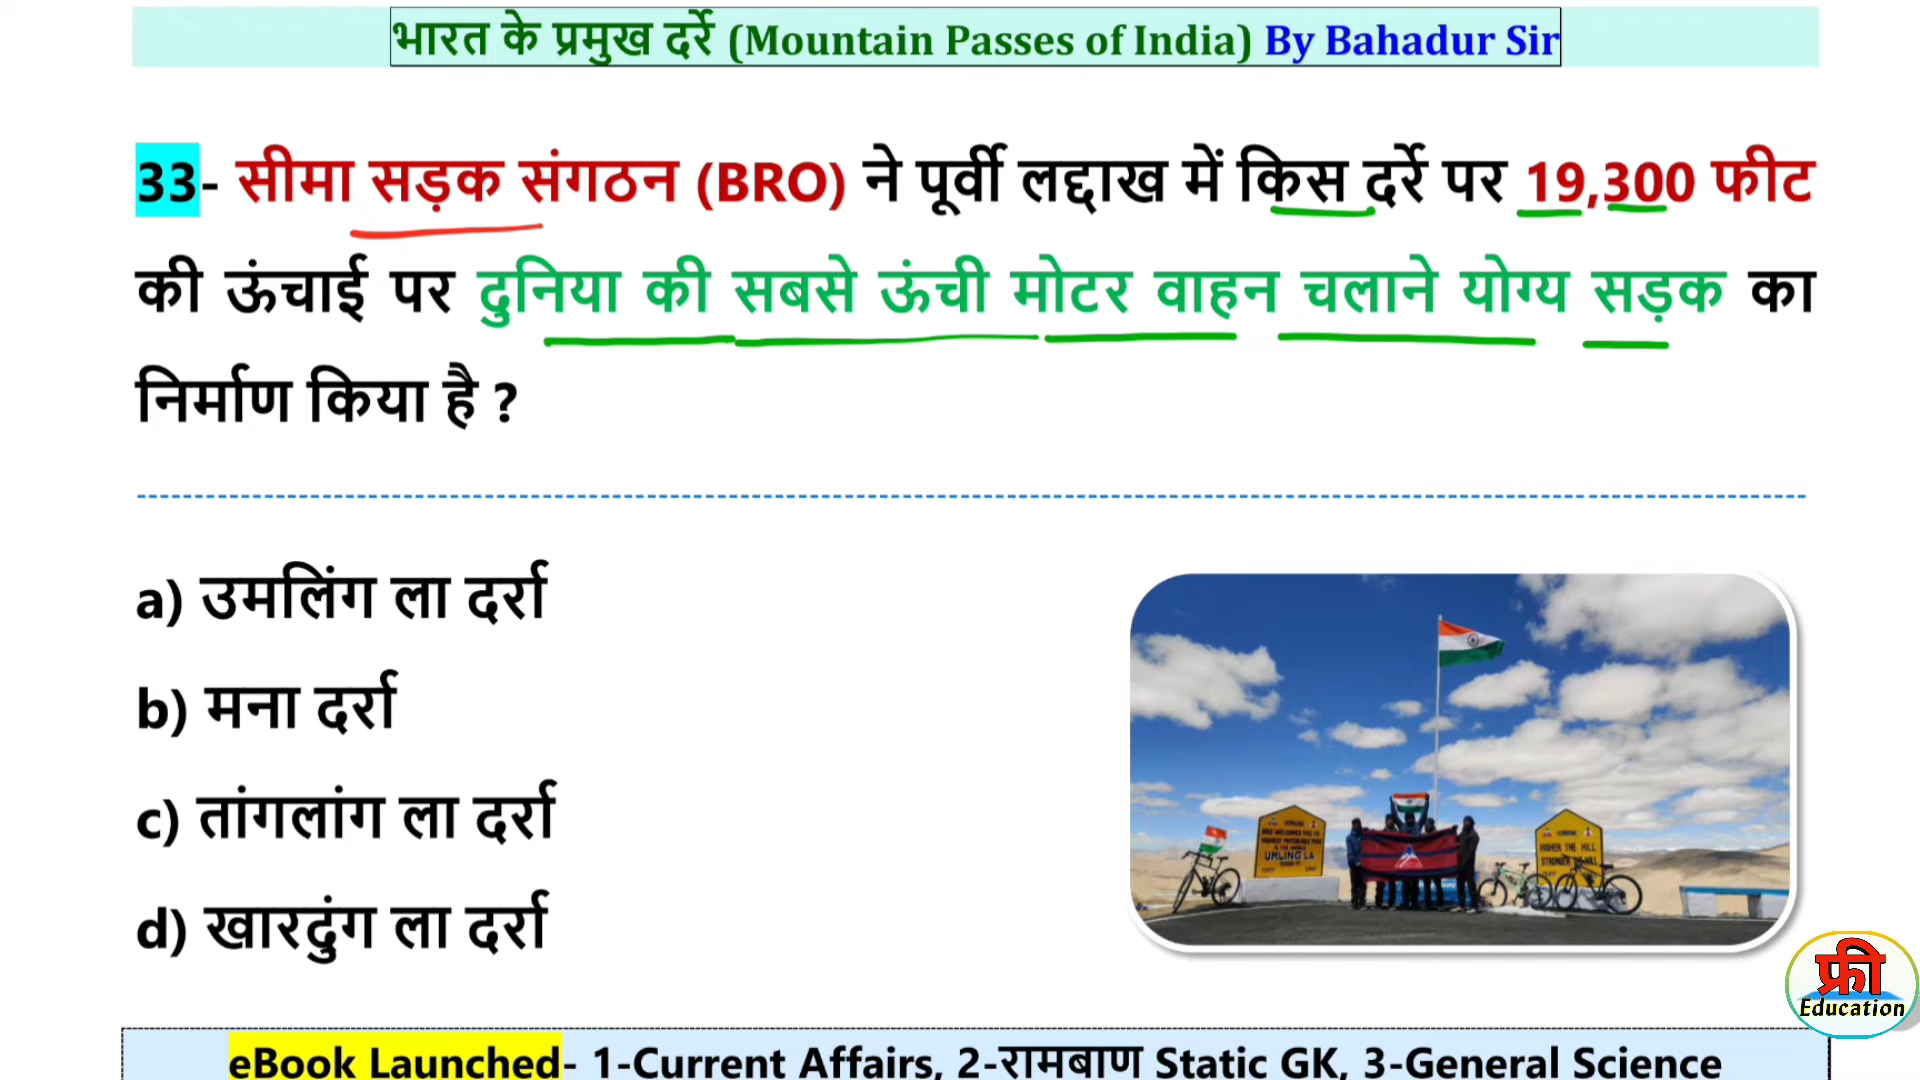 भारत के प्रमुख दर्रे (Mountain Passes of India) By Bahadur Sir
33- सीमा सड़क संगठन (BRO) ने पूर्वी लद्दाख में किस दर्रे पर 19,300 फीट
की ऊंचाई पर दुनिया की सबसे ऊंची मोटर वाहन चलाने योग्य सड़क का
निर्माण किया है ?
a) उमलिंग ला दर्रा
b) मना दर्रा
c) तांगलांग ला दर्रा
d) खारदुंग ला दर्रा
UMLING LA
HIGHER THE HILL
फ्री
Education
eBook Launched- 1-Current Affairs, 2-रामबाण Static GK, 3-General Science